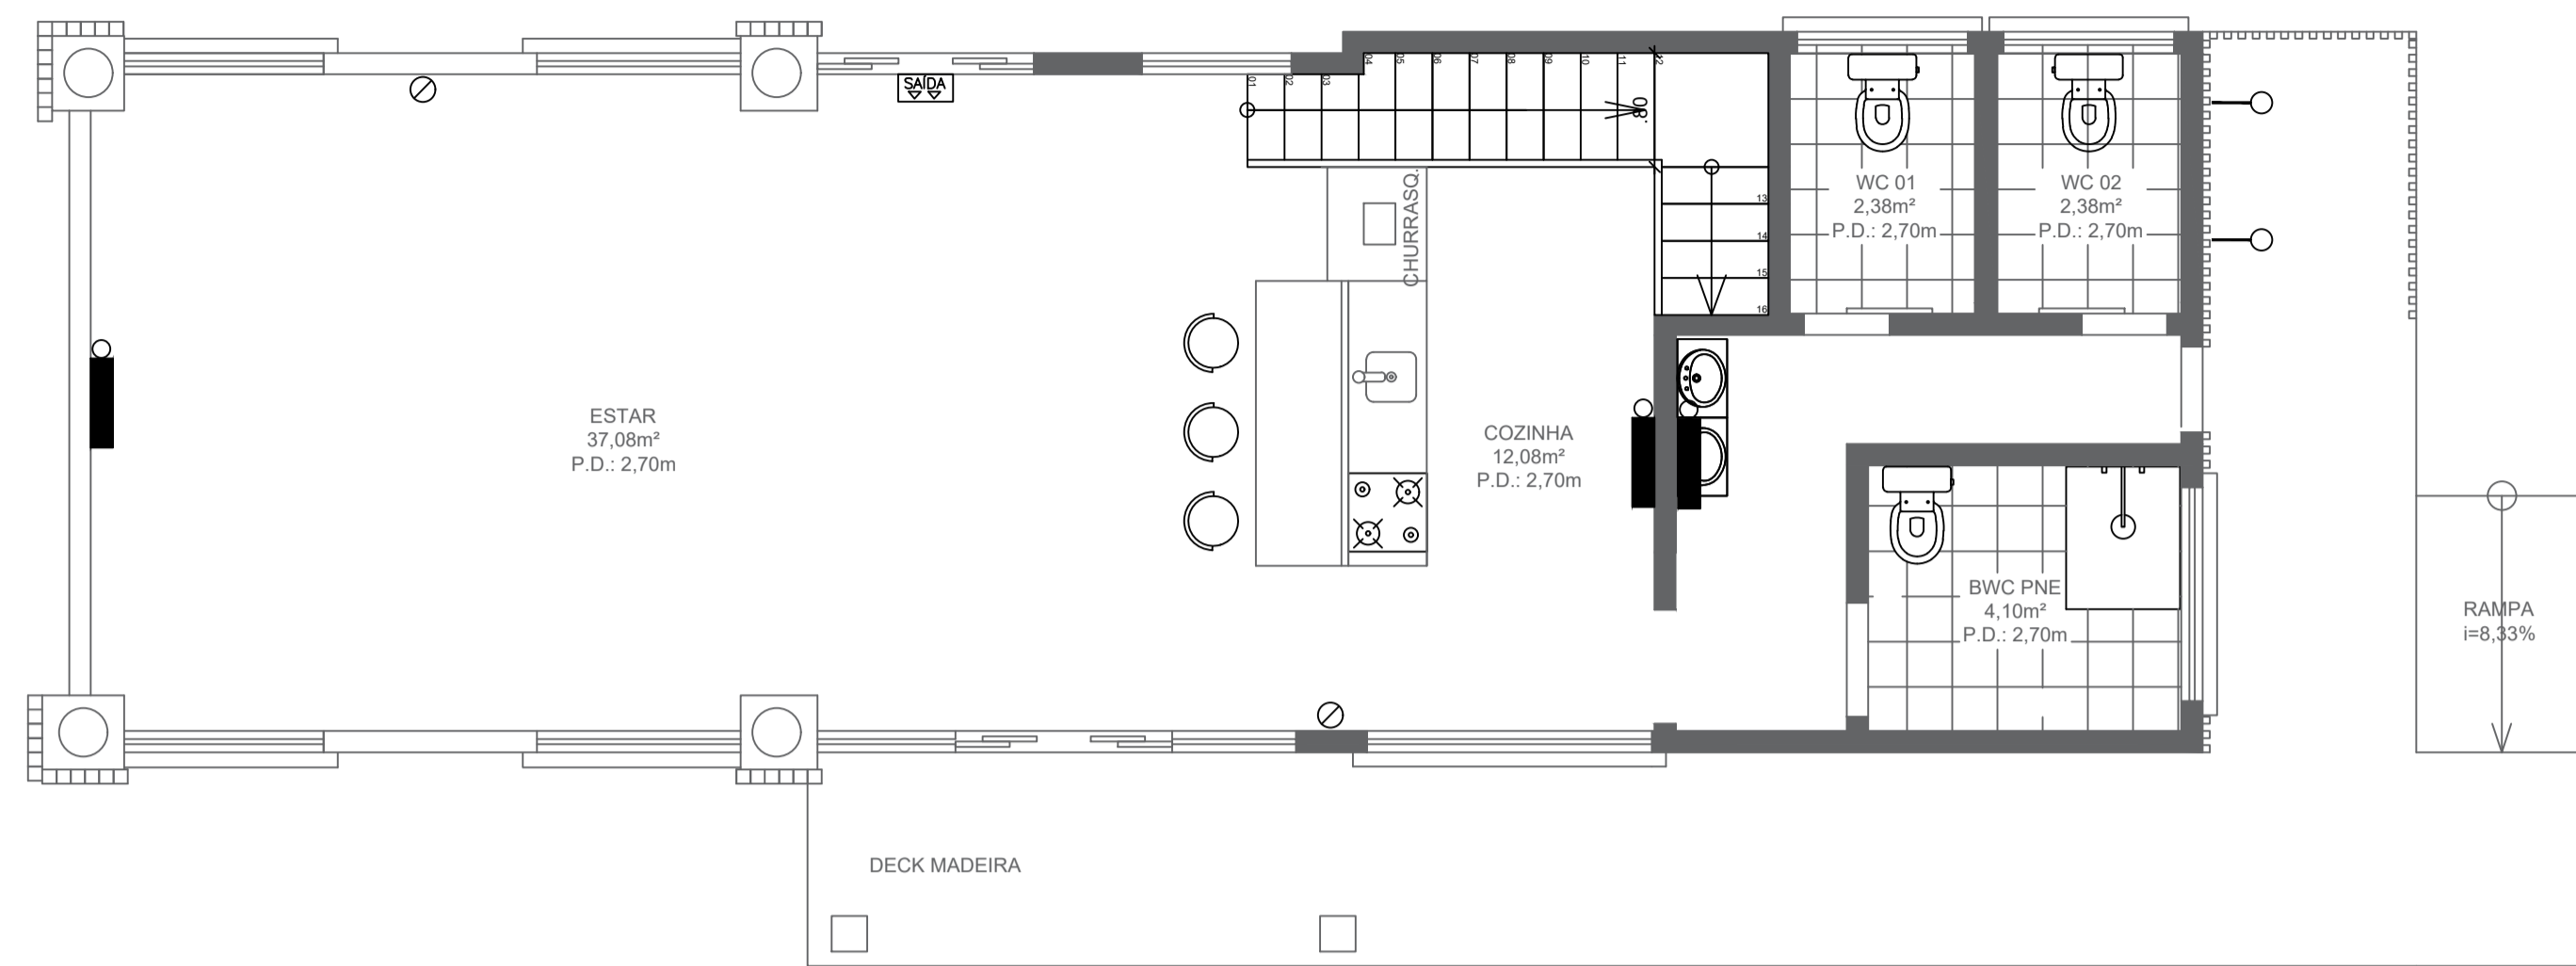 SAÍDA
01
02
03
04
05
06
07
08
09
10
11
12
.80
13
14
15
16
CHURRASQ.
WC 01
2,38m²
P.D.: 2,70m
WC 02
2,38m²
P.D.: 2,70m
ESTAR
37,08m²
P.D.: 2,70m
COZINHA
12,08m²
P.D.: 2,70m
BWC PNE
4,10m²
P.D.: 2,70m
RAMPA
i=8,33%
DECK MADEIRA